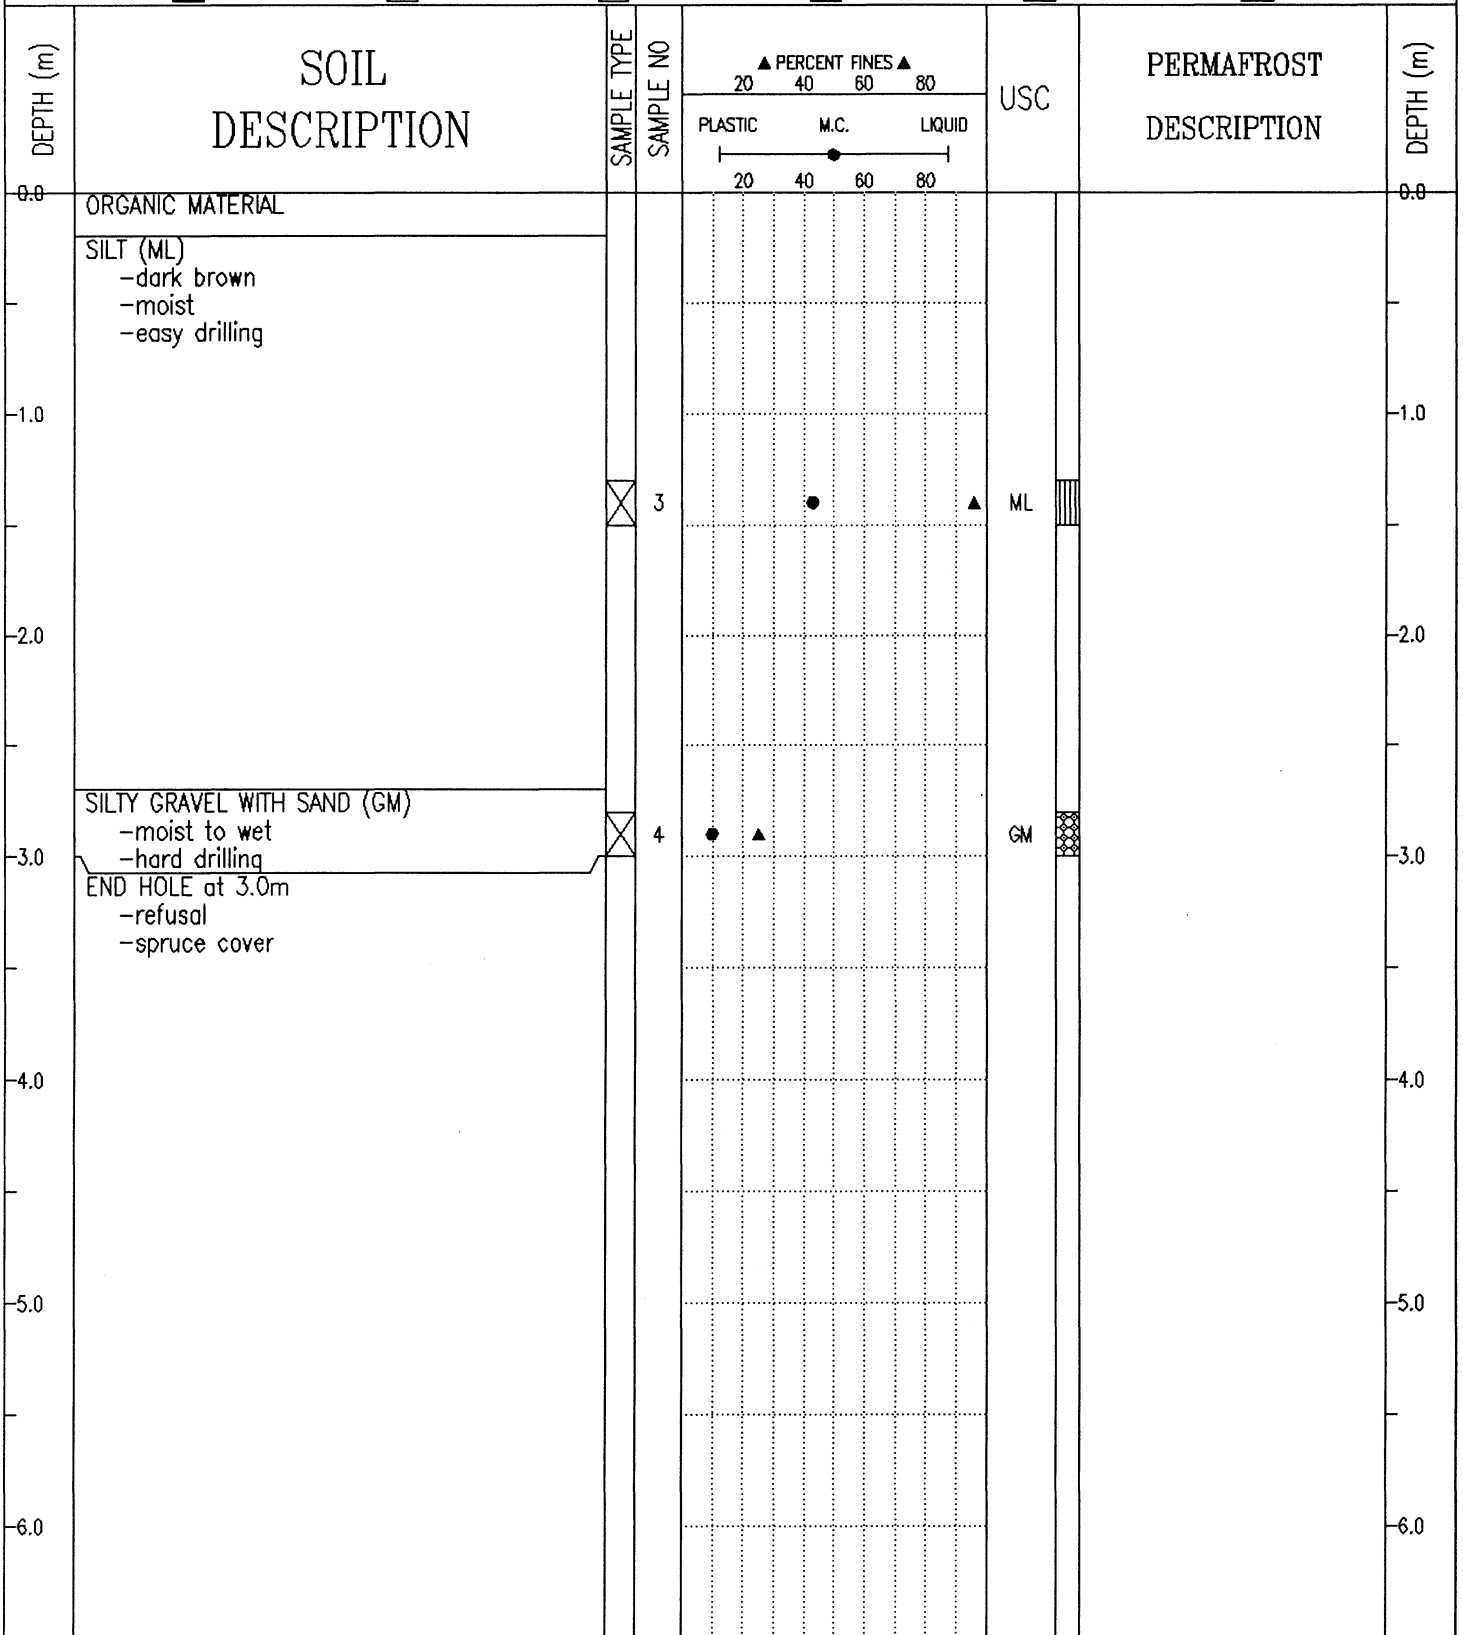 DEPTH (m)
SOIL
DESCRIPTION
SAMPLE TYPE
SAMPLE NO
▲ PERCENT FINES ▲
20 40 60 80
PLASTIC M.C. LIQUID
20 40 60 80
USC
PERMAFROST
DESCRIPTION
DEPTH (m)
0.0 0.0
ORGANIC MATERIAL
SILT (ML)
-dark brown
-moist
-easy drilling
1.0 1.0
3 ML
2.0 2.0
SILTY GRAVEL WITH SAND (GM)
-moist to wet
4 GM
-hard drilling
3.0 3.0
END HOLE at 3.0m
-refusal
-spruce cover
4.0 4.0
5.0 5.0
6.0 6.0